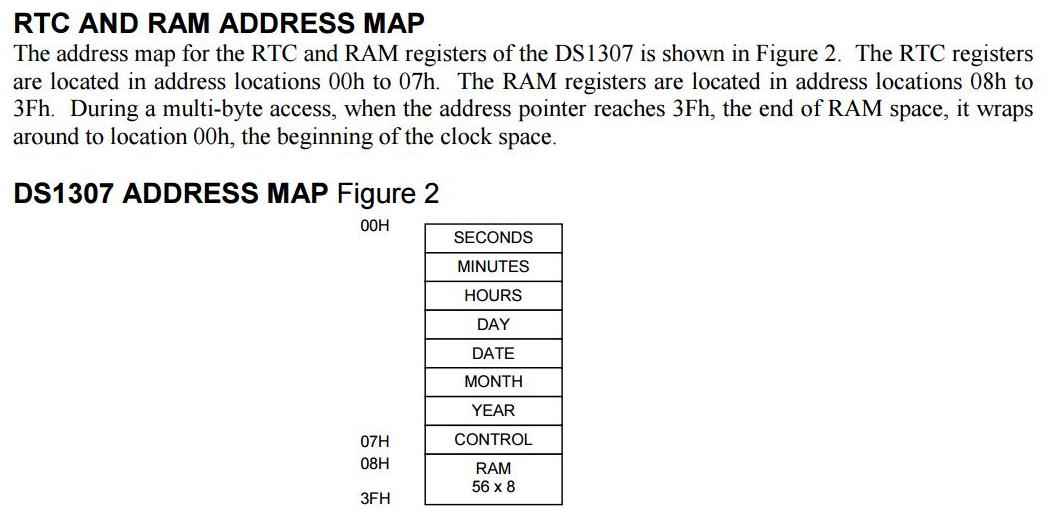 RTC AND RAM ADDRESS MAP
The address map for the RTC and RAM registers of the DS1307 is shown in Figure 2. The RTC registers
are located in address locations 00h to 07h. The RAM registers are located in address locations 08h to
3Fh. During a multi-byte access, when the address pointer reaches 3Fh, the end of RAM space, it wraps
around to location 00h, the beginning of the clock space.
DS1307 ADDRESS MAP Figure 2
00H
SECONDS
MINUTES
HOURS
DAY
DATE
MONTH
YEAR
07H CONTROL
08H RAM
56 x 8
3FH